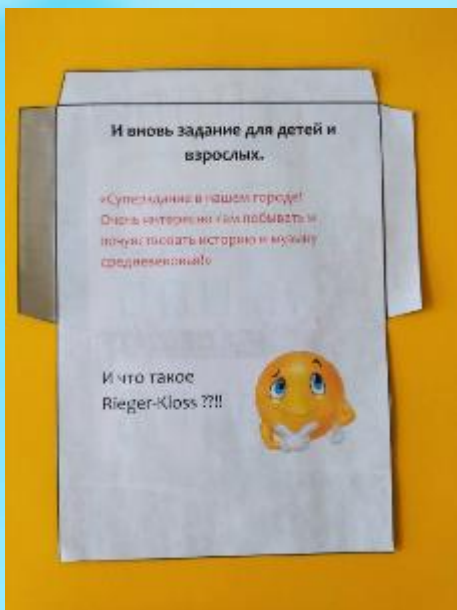 И вновь задание для детей и
взрослых.
«Суперздание в нашем городе!
Очень интересно там побывать и
почувствовать историю и музыку
средневековья!»
И что такое
Rieger-Kloss ??!!